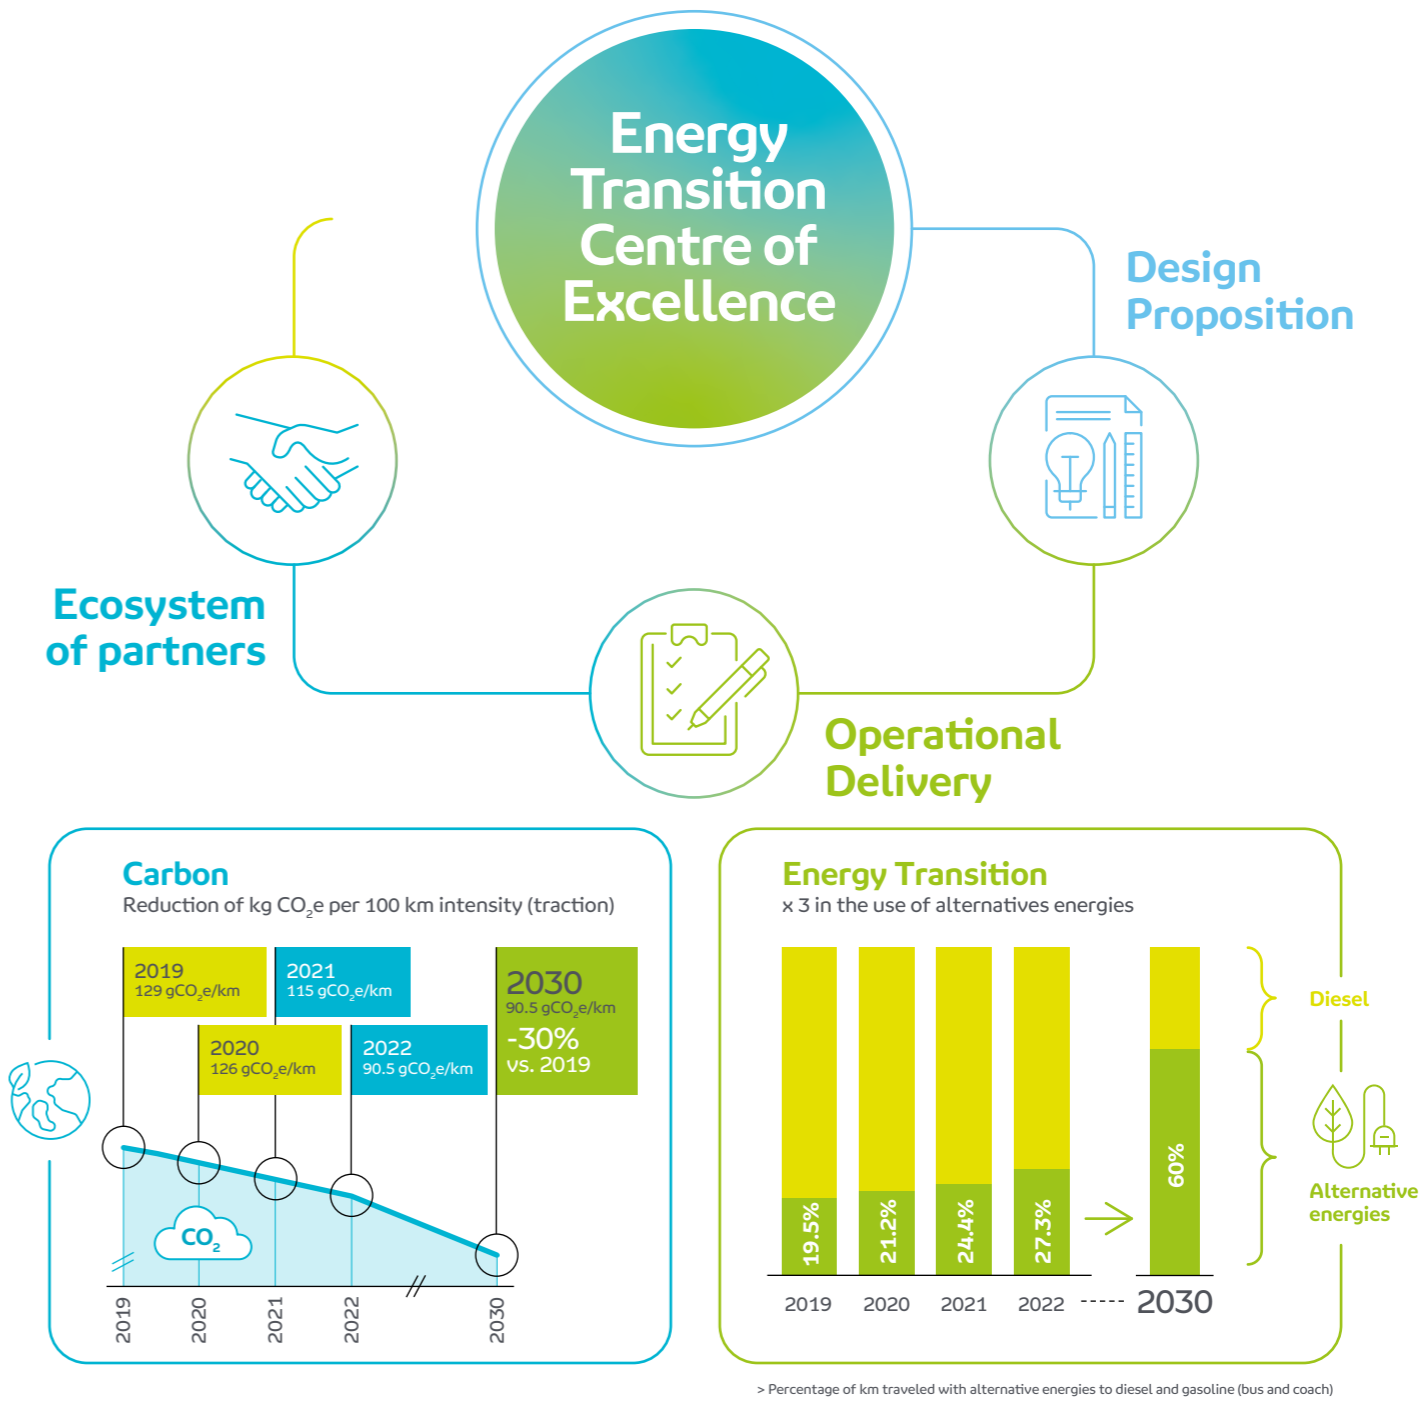 Energy
Transition
Centre of
Excellence
Design
Proposition
Ecosystem
of partners
Operational
Delivery
Carbon
Reduction of kg CO₂e per 100 km intensity (traction)
2019
129 gCO₂e/km
2021
115 gCO₂e/km
2030
90.5 gCO₂e/km
-30%
vs. 2019
2020
126 gCO₂e/km
2022
90.5 gCO₂e/km
CO₂
2019
2020
2021
2022
2030
Energy Transition
x 3 in the use of alternatives energies
Diesel
19.5%
21.2%
24.4%
27.3%
60%
Alternative
energies
2019
2020
2021
2022
2030
> Percentage of km traveled with alternative energies to diesel and gasoline (bus and coach)